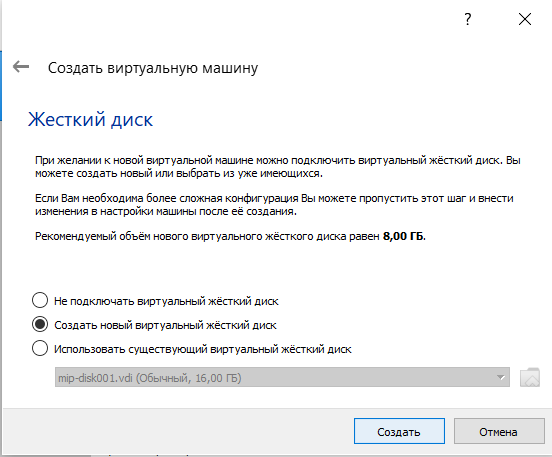 ?
Создать виртуальную машину
Жесткий диск
При желании к новой виртуальной машине можно подключить виртуальный жёсткий диск. Вы
можете создать новый или выбрать из уже имеющихся.
Если Вам необходима более сложная конфигурация Вы можете пропустить этот шаг и внести
изменения в настройки машины после её создания.
Рекомендуемый объём нового виртуального жёсткого диска равен 8,00 ГБ.
Не подключать виртуальный жёсткий диск
Создать новый виртуальный жёсткий диск
Использовать существующий виртуальный жёсткий диск
mip-disk001.vdi (Обычный, 16,00 ГБ)
Создать
Отмена